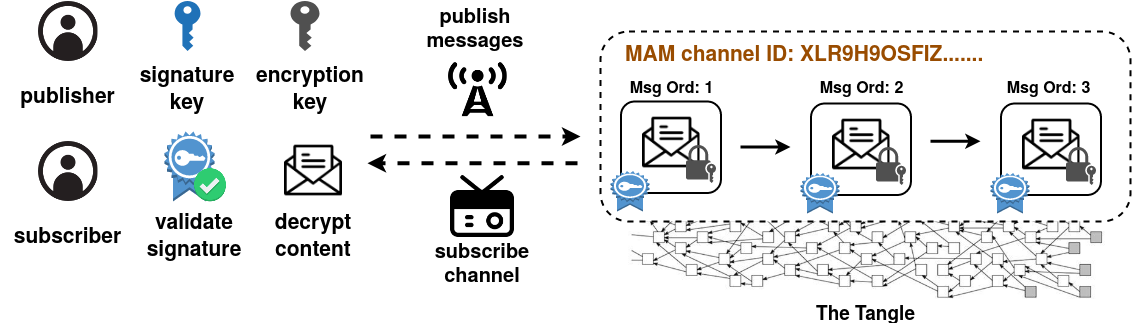 publisher
signature
key
encryption
key
publish
messages
subscriber
validate
signature
decrypt
content
subscribe
channel
MAM channel ID: XLR9H9OSFIZ.......
Msg Ord: 1
Msg Ord: 2
Msg Ord: 3
The Tangle